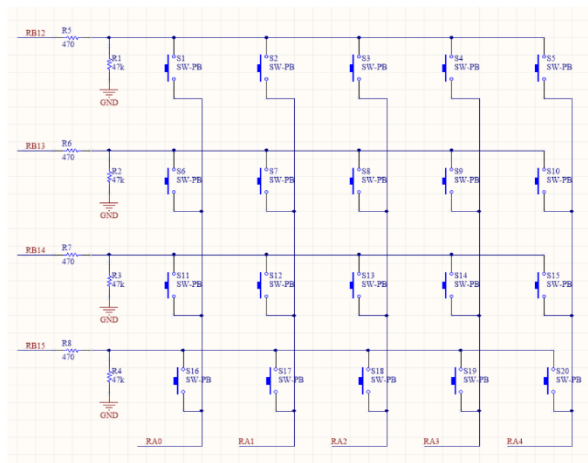 RB12 R5
470
R1
47k
GND
S1
SW-PB
S2
SW-PB
S3
SW-PB
S4
SW-PB
S5
SW-PB
RB13 R6
470
R2
47k
GND
S6
SW-PB
S7
SW-PB
S8
SW-PB
S9
SW-PB
S10
SW-PB
RB14 R7
470
R3
47k
GND
S11
SW-PB
S12
SW-PB
S13
SW-PB
S14
SW-PB
S15
SW-PB
RB15 R8
470
R4
47k
GND
S16
SW-PB
S17
SW-PB
S18
SW-PB
S19
SW-PB
S20
SW-PB
RA0 RA1 RA2 RA3 RA4